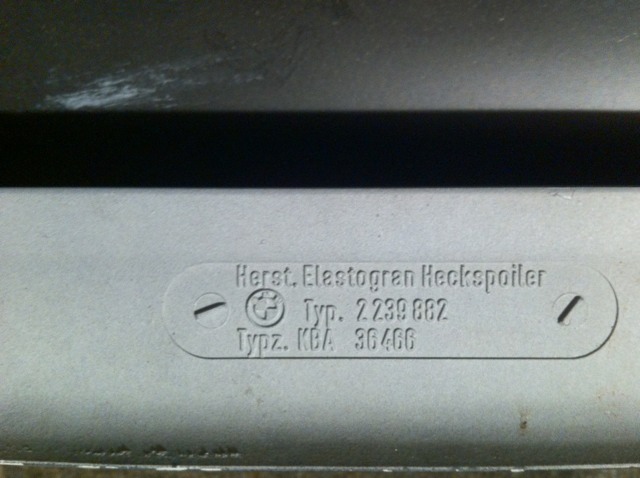 Herst. Elastogran Heckspoiler
Typ. 2 239 882
Typz. KBA 36466